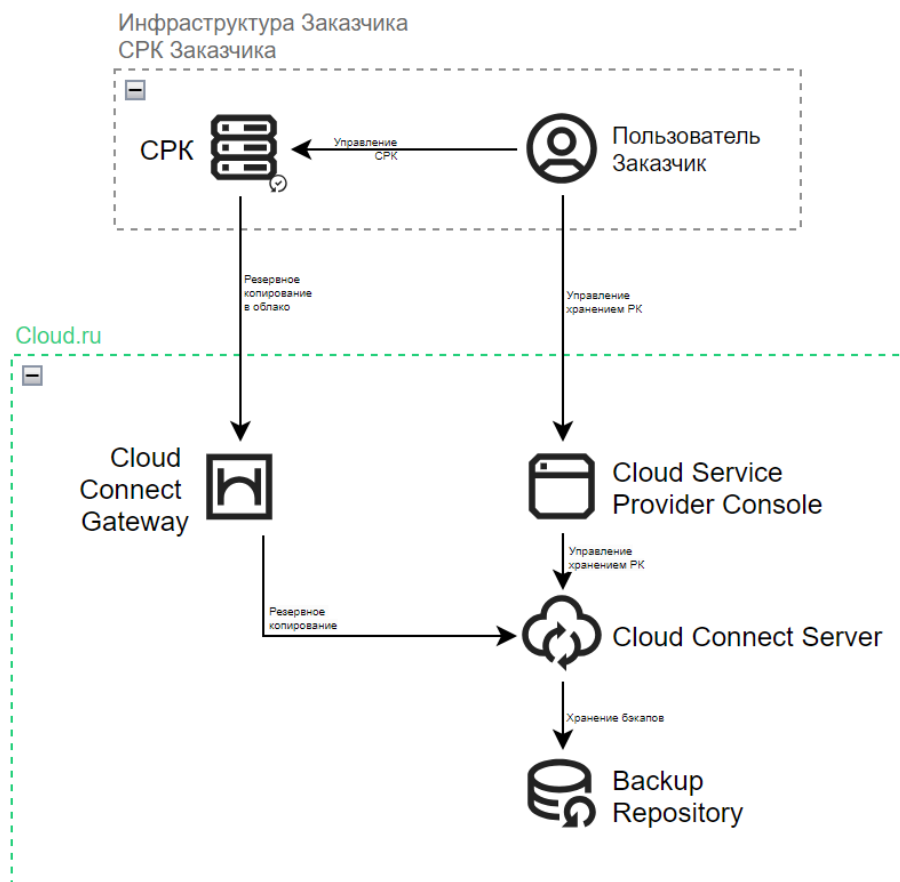 Инфраструктура Заказчика
СРК Заказчика
СРК
Управление
СРК
Пользователь
Заказчик
Резервное
копирование
в облако
Управление
хранением РК
Cloud.ru
Cloud
Connect
Gateway
Cloud Service
Provider Console
Управление
хранением РК
Резервное
копирование
Cloud Connect Server
Хранение бэкапов
Backup
Repository